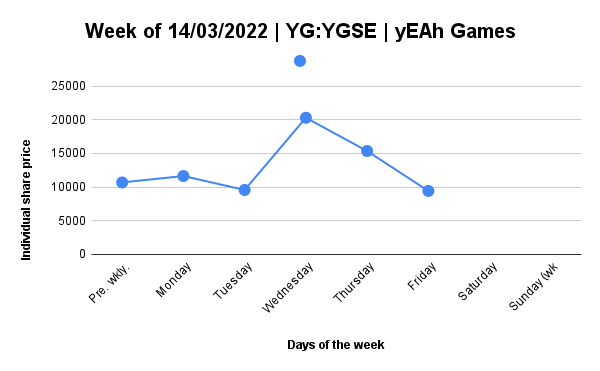 Week of 14/03/2022 | YG:YGSE | yEAh Games
25000
20000
15000
10000
5000
0
Individual share price
Pre. wkly.
Monday
Tuesday
Wednesday
Thursday
Friday
Saturday
Sunday (wk
Days of the week